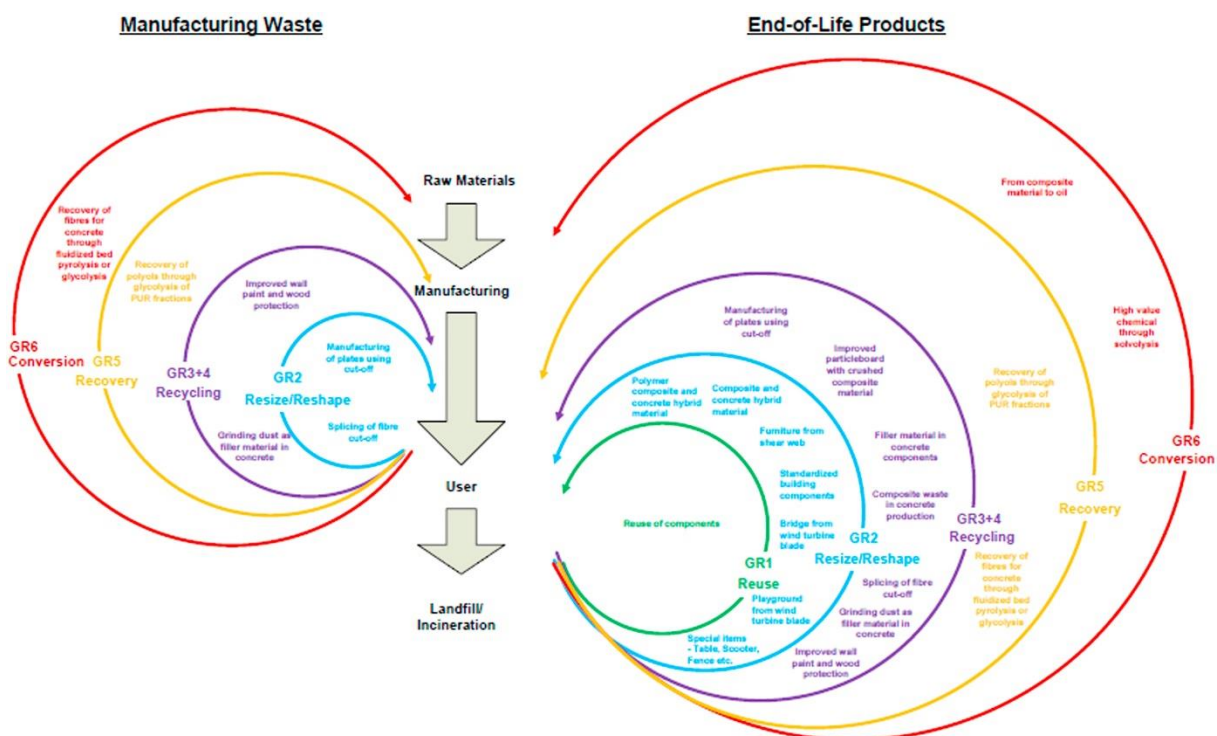 Manufacturing Waste
End-of-Life Products
Raw Materials
Manufacturing
User
Landfill/
Incineration
Recovery of
fibres for
concrete
through
fluidized bed
pyrolysis or
glycolysis
GR6
Conversion
Recovery of
polyols through
glycolysis of
PUR fractions
GR5
Recovery
Improved wall
paint and wood
protection
GR3+4
Recycling
Grinding dust as
filler material in
concrete
Manufacturing
of plates using
cut-off
GR2
Resize/Reshape
Splicing of fibre
cut-off
From composite
material to oil
High value
chemical
through
solvolysis
GR6
Conversion
Recovery of
polyols through
glycolysis of
PUR fractions
GR5
Recovery
Recovery of
fibres for
concrete
through
fluidized bed
pyrolysis or
glycolysis
Manufacturing
of plates using
cut-off
Improved
particleboard
with crushed
composite
material
Filler material in
concrete
components
Composite waste
in concrete
production
GR3+4
Recycling
Splicing of fibre
cut-off
Grinding dust as
filler material in
concrete
Improved wall
paint and wood
protection
Polymer
composite and
concrete hybrid
material
Composite and
concrete hybrid
material
Furniture from
shear web
Standardized
building
components
Bridge from
wind turbine
blade
GR2
Resize/Reshape
Playground
from wind
turbine blade
Special items
- Table, Scooter,
Fence etc.
Reuse of components
GR1
Reuse